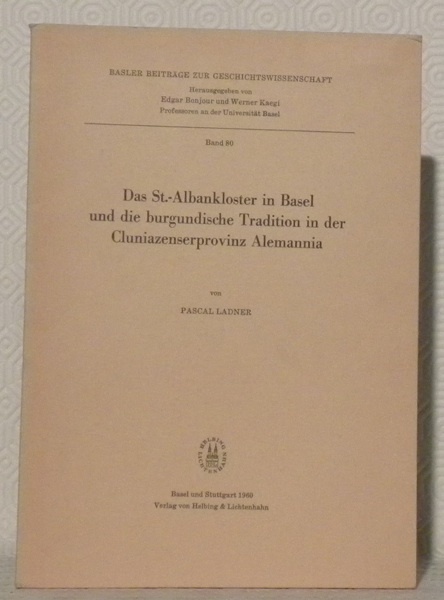 BASLER BEITRÄGE ZUR GESCHICHTSWISSENSCHAFT
Herausgegeben von
Edgar Bonjour und Werner Kaegi
Professoren an der Universität Basel
Band 80
Das St.-Albankloster in Basel
und die burgundische Tradition in der
Cluniazenserprovinz Alemannia
von
PASCAL LADNER
HELBING LICHTENHAHN
Basel und Stuttgart 1960
Verlag von Helbing & Lichtenhahn